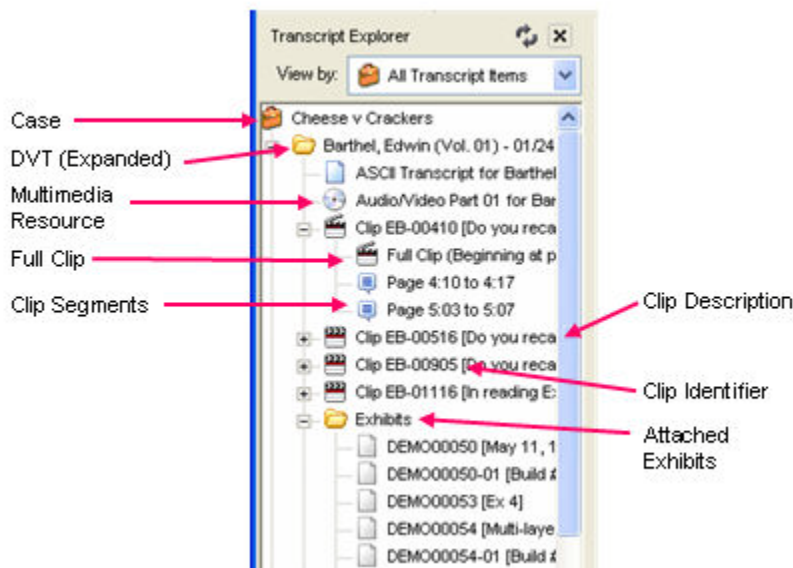 Transcript Explorer
View by: All Transcript Items
Case
Cheese v Crackers
DVT (Expanded)
Barthel, Edwin (Vol. 01) - 01/24
ASCII Transcript for Barthel
Multimedia
Resource
Audio/Video Part 01 for Bar
Clip EB-00410 [Do you reca
Full Clip
Full Clip (Beginning at p
Page 4:10 to 4:17
Clip Segments
Page 5:03 to 5:07
Clip Description
Clip EB-00516 [Do you reca
Clip EB-00905 [Do you reca
Clip Identifier
Clip EB-01116 [In reading Ex
Exhibits
Attached
Exhibits
DEMO00050 [May 11, 1
DEMO00050-01 [Build #
DEMO00053 [Ex 4]
DEMO00054 [Multi-laye
DEMO00054-01 [Build #